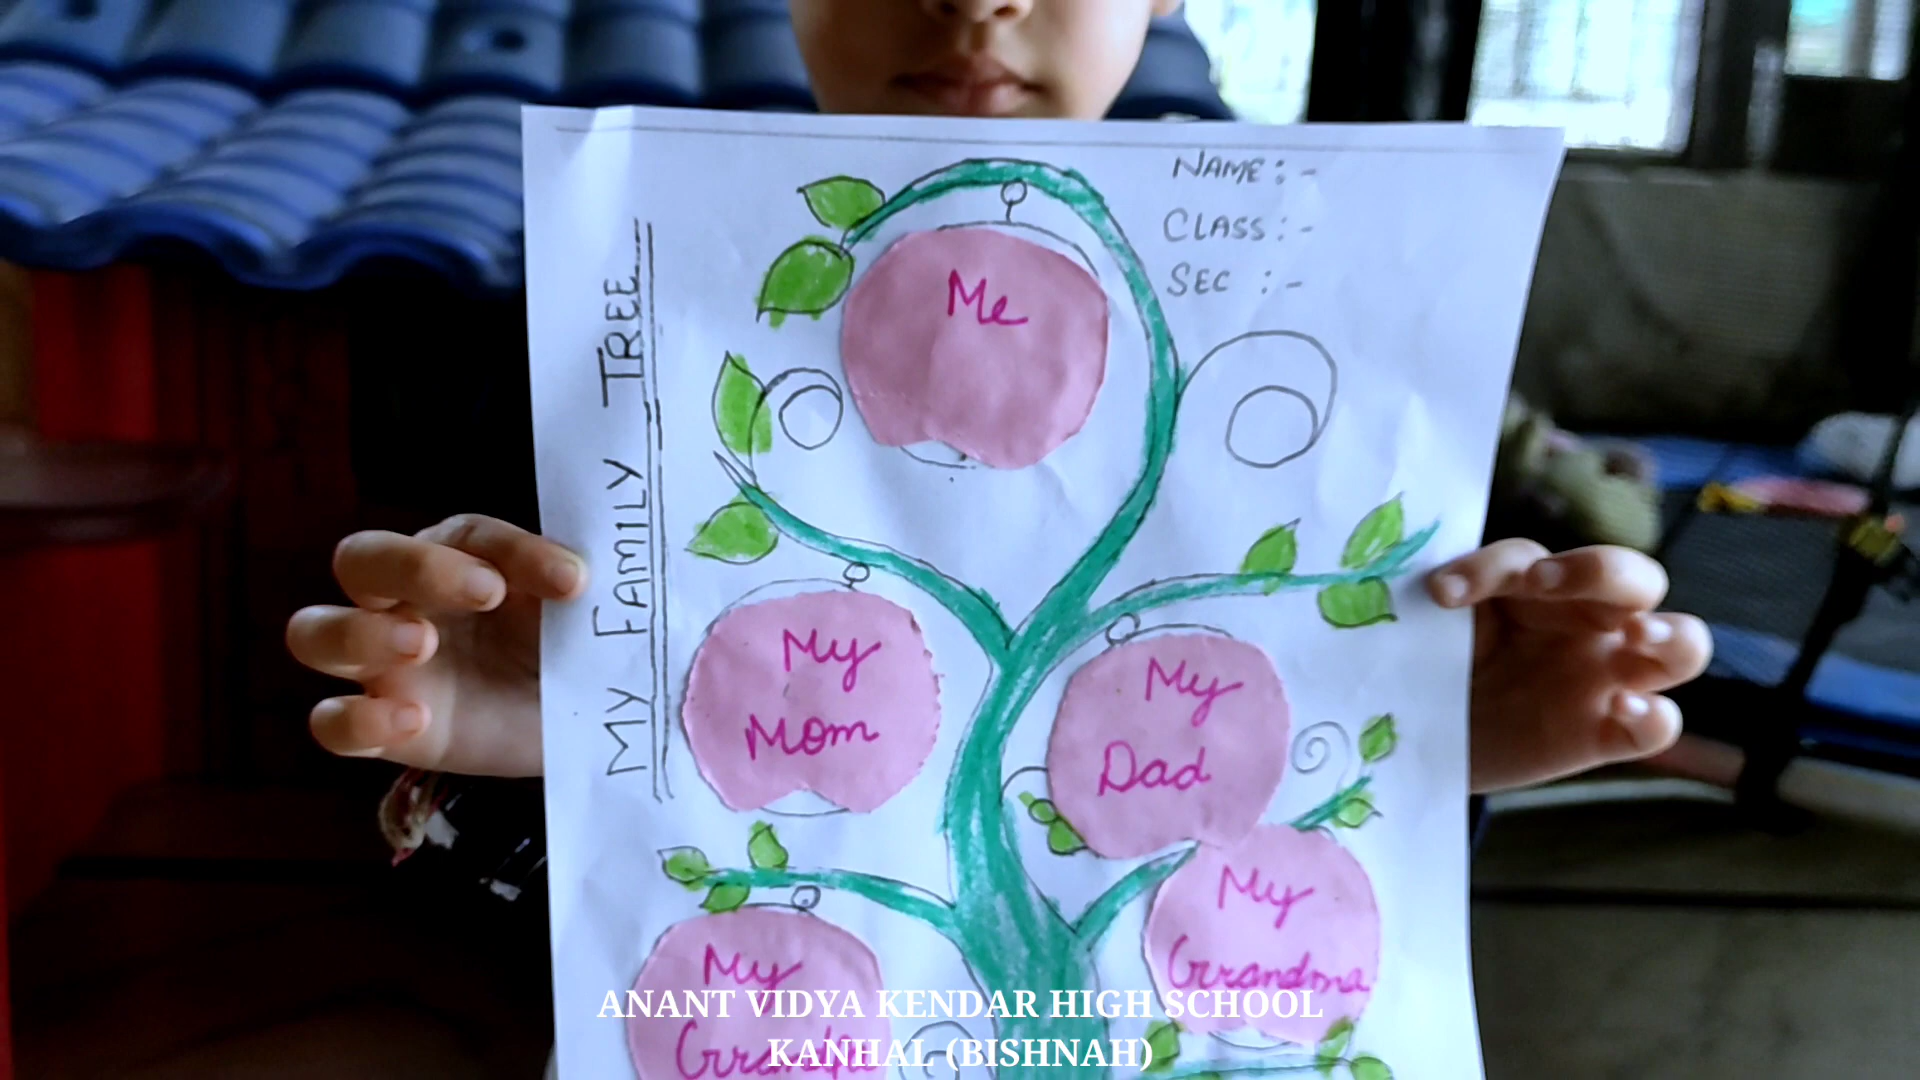 NAME : -
CLASS : -
SEC : -
MY FAMILY TREE
Me
My
Mom
My
Dad
My
Grandma
My
Grandpa
ANANT VIDYA KENDAR HIGH SCHOOL
KANHAL (BISHNAH)